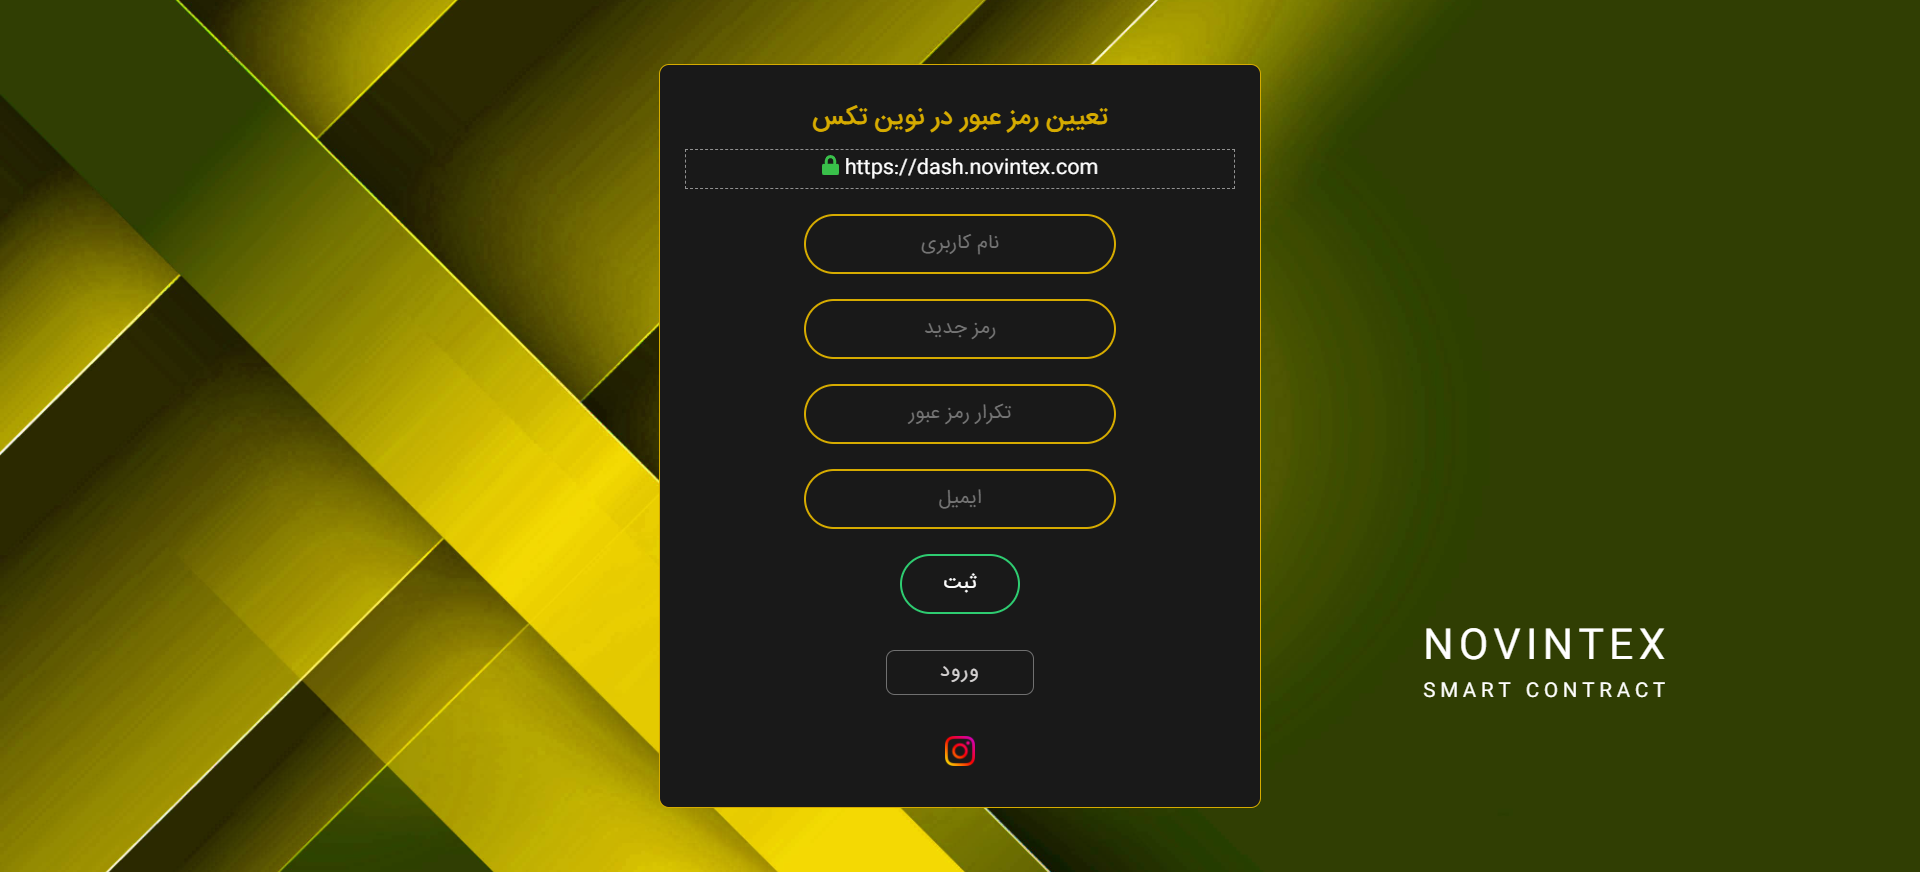 تعیین رمز عبور در نوین تکس
https://dash.novintex.com
نام کاربری
رمز جدید
تکرار رمز عبور
ایمیل
ثبت
ورود
NOVINTEX
SMART CONTRACT